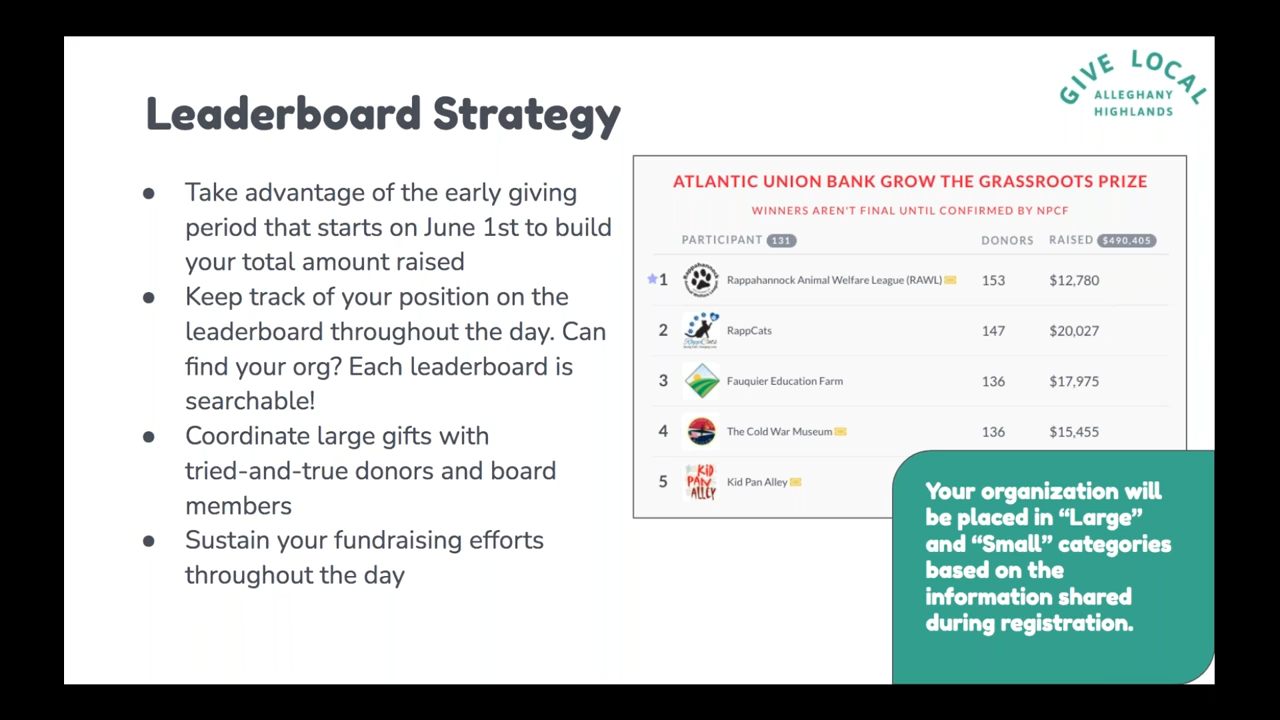 GIVE LOCAL
ALLEGHANY
HIGHLANDS
Leaderboard Strategy
● Take advantage of the early giving
period that starts on June 1st to build
your total amount raised
● Keep track of your position on the
leaderboard throughout the day. Can
find your org? Each leaderboard is
searchable!
● Coordinate large gifts with
tried-and-true donors and board
members
● Sustain your fundraising efforts
throughout the day
ATLANTIC UNION BANK GROW THE GRASSROOTS PRIZE
WINNERS AREN'T FINAL UNTIL CONFIRMED BY NPCF
PARTICIPANT 131 DONORS RAISED $490,405
1 Rappahannock Animal Welfare League (RAWL) 153 $12,780
2 RappCats 147 $20,027
3 Fauquier Education Farm 136 $17,975
4 The Cold War Museum 136 $15,455
5 KID PAN ALLEY Kid Pan Alley
Your organization will
be placed in “Large”
and “Small” categories
based on the
information shared
during registration.